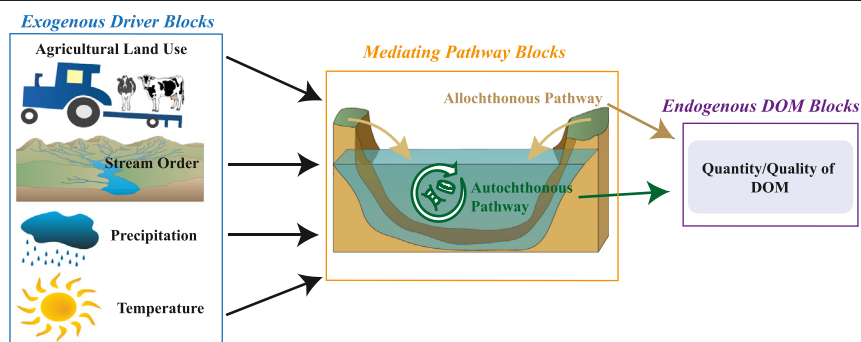 Exogenous Driver Blocks
Agricultural Land Use
Stream Order
Precipitation
Temperature
Mediating Pathway Blocks
Allochthonous Pathway
Autochthonous
Pathway
Endogenous DOM Blocks
Quantity/Quality of
DOM